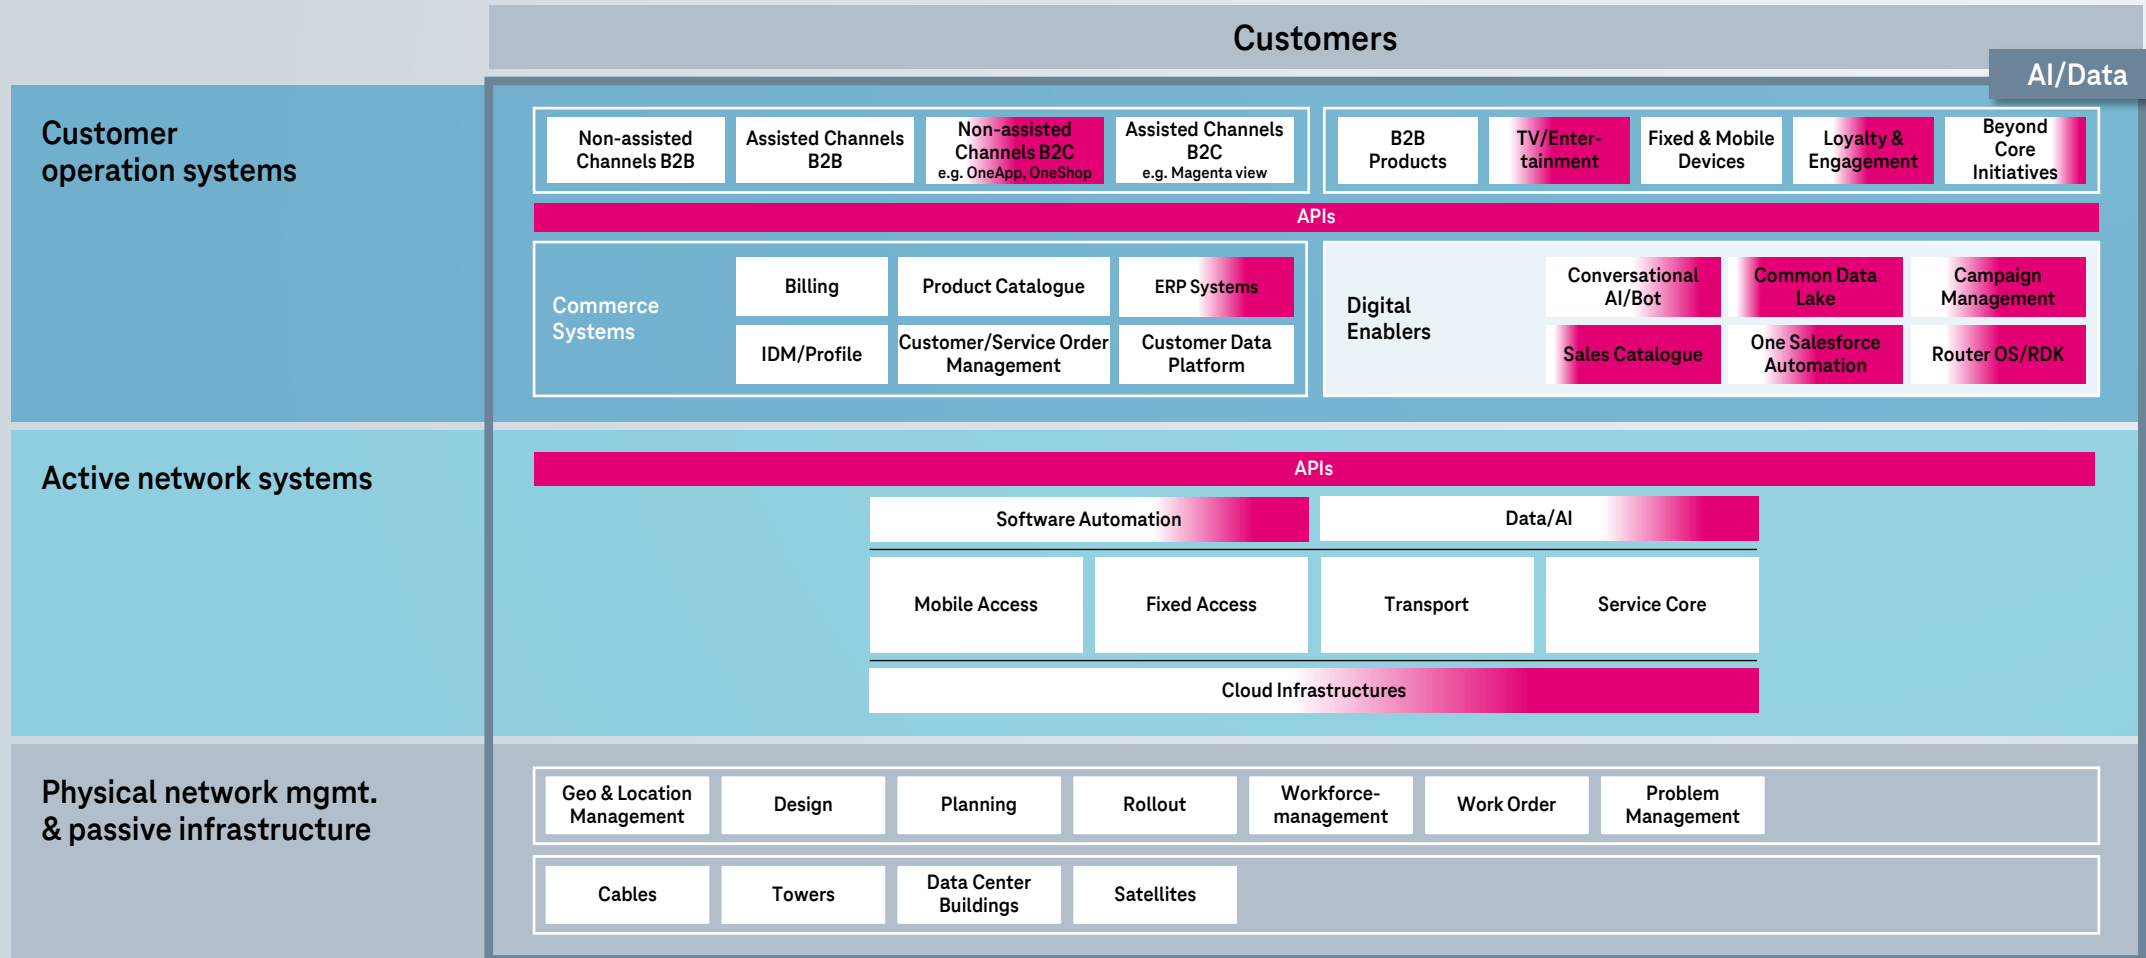 Customers
AI/Data
Customer
operation systems
Non-assisted
Channels B2B
Assisted Channels
B2B
Non-assisted
Channels B2C
e.g. OneApp, OneShop
Assisted Channels
B2C
e.g. Magenta view
B2B
Products
TV/Enter-
tainment
Fixed & Mobile
Devices
Loyalty &
Engagement
Beyond
Core
Initiatives
APIs
Commerce
Systems
Billing
Product Catalogue
ERP Systems
IDM/Profile
Customer/Service Order
Management
Customer Data
Platform
Digital
Enablers
Conversational
AI/Bot
Common Data
Lake
Campaign
Management
Sales Catalogue
One Salesforce
Automation
Router OS/RDK
Active network systems
APIs
Software Automation
Data/AI
Mobile Access
Fixed Access
Transport
Service Core
Cloud Infrastructures
Physical network mgmt.
& passive infrastructure
Geo & Location
Management
Design
Planning
Rollout
Workforce-
management
Work Order
Problem
Management
Cables
Towers
Data Center
Buildings
Satellites